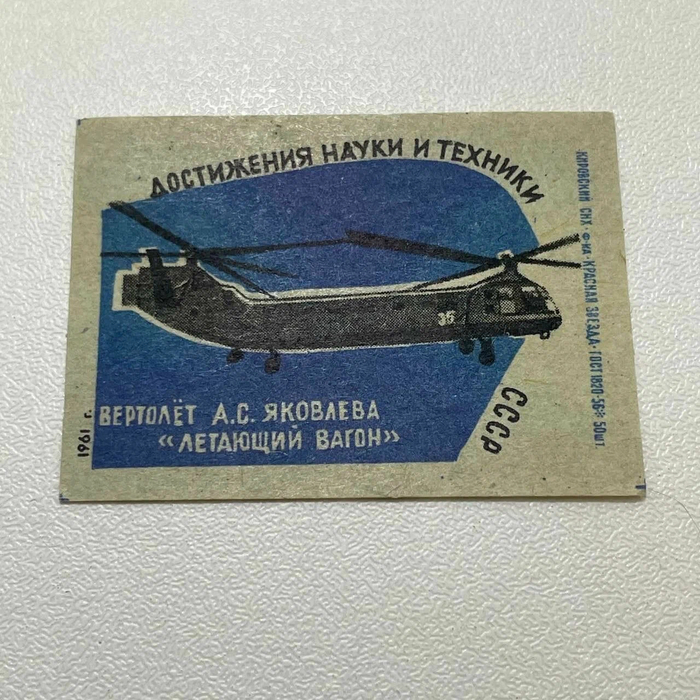 ДОСТИЖЕНИЯ НАУКИ И ТЕХНИКИ
35
ВЕРТОЛЁТ А.С. ЯКОВЛЕВА
«ЛЕТАЮЩИЙ ВАГОН»
СССР
1961 г.
КИРОВСКИЙ СНХ · Ф-КА · КРАСНАЯ ЗВЕЗДА · ГОСТ 1820-56 · 50 шт.